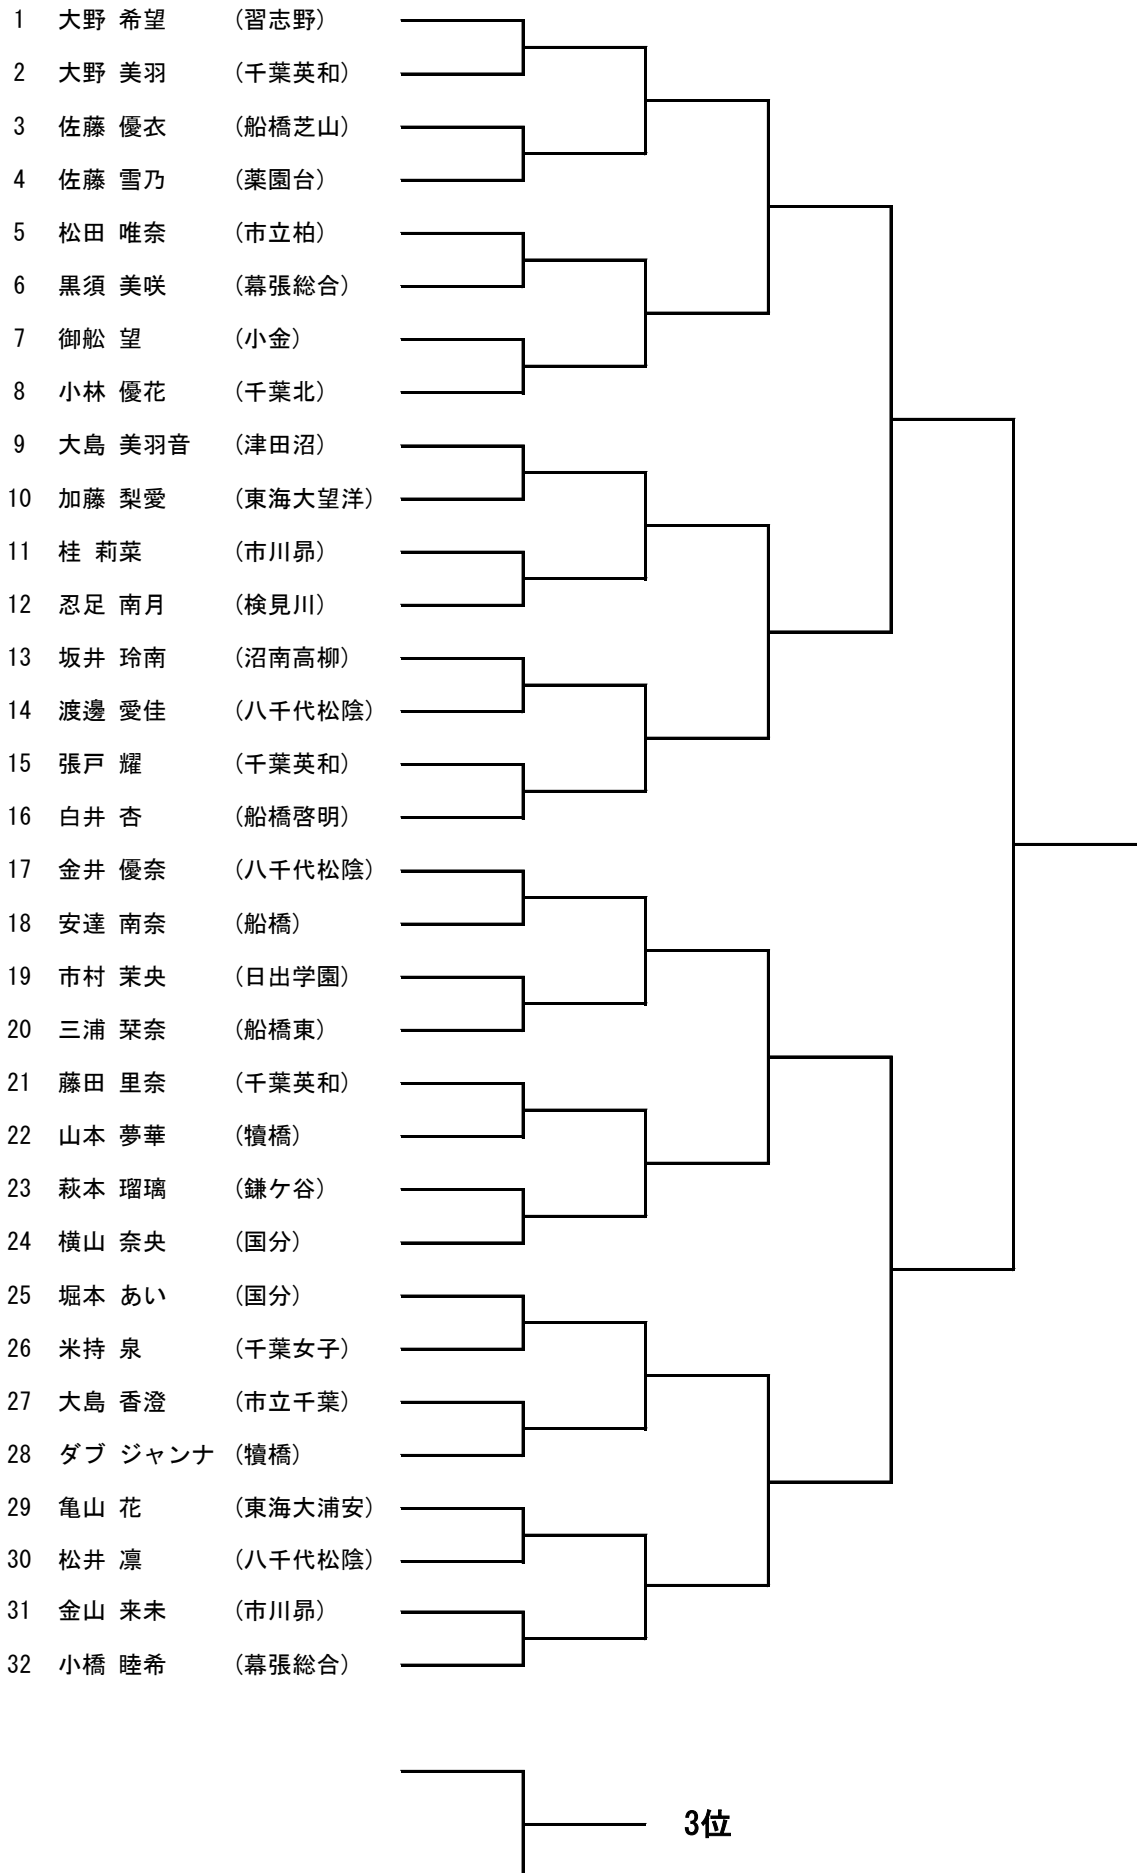 1 大野 希望 (習志野)
2 大野 美羽 (千葉英和)
3 佐藤 優衣 (船橋芝山)
4 佐藤 雪乃 (薬園台)
5 松田 唯奈 (市立柏)
6 黒須 美咲 (幕張総合)
7 御舩 望 (小金)
8 小林 優花 (千葉北)
9 大島 美羽音 (津田沼)
10 加藤 梨愛 (東海大望洋)
11 桂 莉菜 (市川昴)
12 忍足 南月 (検見川)
13 坂井 玲南 (沼南高柳)
14 渡邊 愛佳 (八千代松陰)
15 張戸 耀 (千葉英和)
16 白井 杏 (船橋啓明)
17 金井 優奈 (八千代松陰)
18 安達 南奈 (船橋)
19 市村 茉央 (日出学園)
20 三浦 栞奈 (船橋東)
21 藤田 里奈 (千葉英和)
22 山本 夢華 (犢橋)
23 萩本 瑠璃 (鎌ケ谷)
24 横山 奈央 (国分)
25 堀本 あい (国分)
26 米持 泉 (千葉女子)
27 大島 香澄 (市立千葉)
28 ダブ ジャンナ (犢橋)
29 亀山 花 (東海大浦安)
30 松井 凛 (八千代松陰)
31 金山 来未 (市川昴)
32 小橋 睦希 (幕張総合)
3位